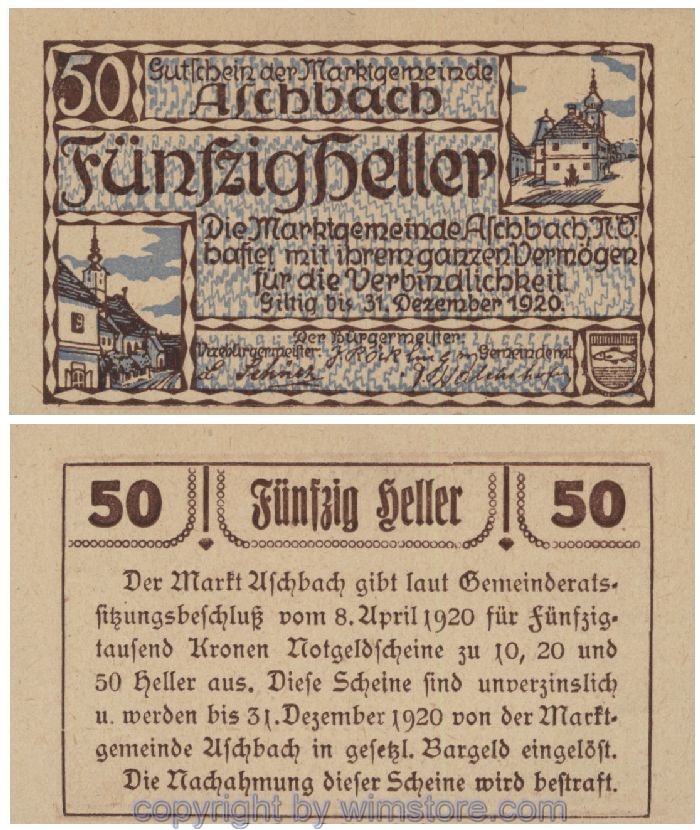 50
Gutschein der Marktgemeinde
Aschbach
Fünfzig Heller
Die Marktgemeinde Aschbach N.Ö.
haftet mit ihrem ganzen Vermögen
für die Verbindlichkeit.
Giltig bis 31. Dezember 1920.
Der Bürgermeister:
Vizebürgermeister: Gemeinderat
50 Fünfzig Heller 50
Der Markt Aschbach gibt laut Gemeinderats-
sitzungsbeschluß vom 8. April 1920 für Fünfzig-
tausend Kronen Notgeldscheine zu 10, 20 und
50 Heller aus. Diese Scheine sind unverzinslich
u. werden bis 31. Dezember 1920 von der Markt-
gemeinde Aschbach in gesetzl. Bargeld eingelöst.
Die Nachahmung dieser Scheine wird bestraft.
copyright by wimstore.com